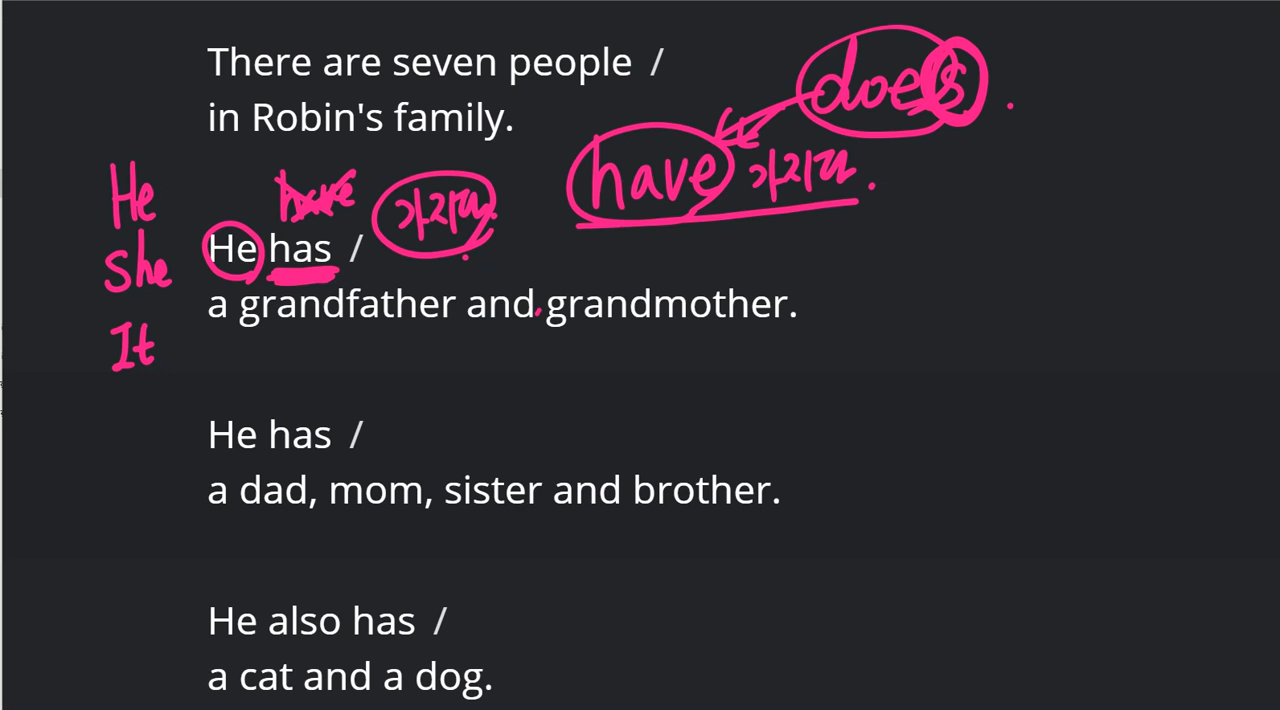 There are seven people /
does.
in Robin's family.
have 가지다.
He
have 가지다.
He has /
She
a grandfather and grandmother.
It
He has /
a dad, mom, sister and brother.
He also has /
a cat and a dog.